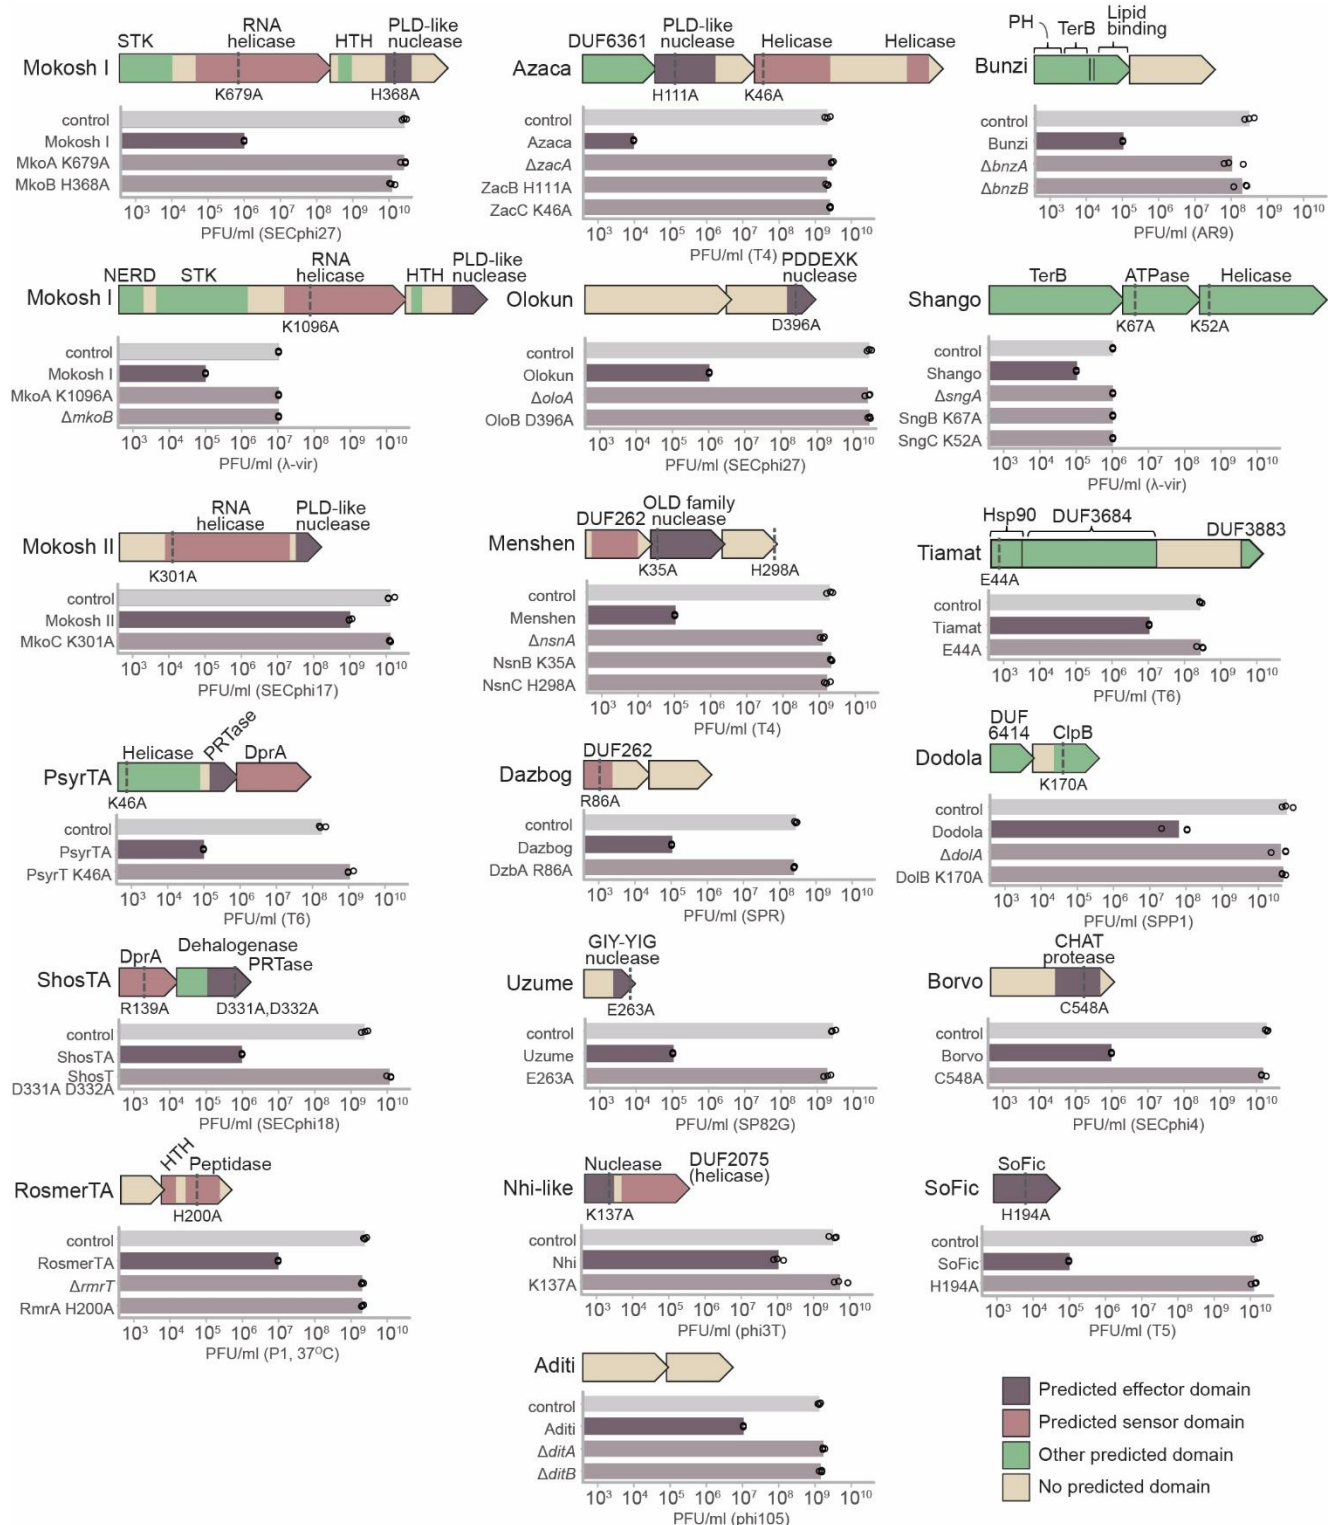 STK
RNA
helicase
HTH
PLD-like
nuclease
Mokosh I
K679A
H368A
control
Mokosh I
MkoA K679A
MkoB H368A
10³ 10⁴ 10⁵ 10⁶ 10⁷ 10⁸ 10⁹ 10¹⁰
PFU/ml (SECphi27)
NERD
STK
RNA
helicase
HTH
PLD-like
nuclease
Mokosh I
K1096A
control
Mokosh I
MkoA K1096A
ΔmkoB
10³ 10⁴ 10⁵ 10⁶ 10⁷ 10⁸ 10⁹ 10¹⁰
PFU/ml (λ-vir)
RNA
helicase
PLD-like
nuclease
Mokosh II
K301A
control
Mokosh II
MkoC K301A
10³ 10⁴ 10⁵ 10⁶ 10⁷ 10⁸ 10⁹ 10¹⁰
PFU/ml (SECphi17)
Helicase
PRTase
DprA
PsyrTA
K46A
control
PsyrTA
PsyrT K46A
10³ 10⁴ 10⁵ 10⁶ 10⁷ 10⁸ 10⁹ 10¹⁰
PFU/ml (T6)
DprA
Dehalogenase
PRTase
ShosTA
R139A
D331A,D332A
control
ShosTA
ShosT
D331A D332A
10³ 10⁴ 10⁵ 10⁶ 10⁷ 10⁸ 10⁹ 10¹⁰
PFU/ml (SECphi18)
HTH
Peptidase
RosmerTA
H200A
control
RosmerTA
ΔrmrT
RmrA H200A
10³ 10⁴ 10⁵ 10⁶ 10⁷ 10⁸ 10⁹ 10¹⁰
PFU/ml (P1, 37⁰C)
DUF6361
PLD-like
nuclease
Helicase
Helicase
Azaca
H111A
K46A
control
Azaca
ΔzacA
ZacB H111A
ZacC K46A
10³ 10⁴ 10⁵ 10⁶ 10⁷ 10⁸ 10⁹ 10¹⁰
PFU/ml (T4)
PDDEXK
nuclease
Olokun
D396A
control
Olokun
ΔoloA
OloB D396A
10³ 10⁴ 10⁵ 10⁶ 10⁷ 10⁸ 10⁹ 10¹⁰
PFU/ml (SECphi27)
DUF262
OLD family
nuclease
Menshen
K35A
H298A
control
Menshen
ΔnsnA
NsnB K35A
NsnC H298A
10³ 10⁴ 10⁵ 10⁶ 10⁷ 10⁸ 10⁹ 10¹⁰
PFU/ml (T4)
DUF262
Dazbog
R86A
control
Dazbog
DzbA R86A
10³ 10⁴ 10⁵ 10⁶ 10⁷ 10⁸ 10⁹ 10¹⁰
PFU/ml (SPR)
GIY-YIG
nuclease
Uzume
E263A
control
Uzume
E263A
10³ 10⁴ 10⁵ 10⁶ 10⁷ 10⁸ 10⁹ 10¹⁰
PFU/ml (SP82G)
Nuclease
DUF2075
(helicase)
Nhi-like
K137A
control
Nhi
K137A
10³ 10⁴ 10⁵ 10⁶ 10⁷ 10⁸ 10⁹ 10¹⁰
PFU/ml (phi3T)
Aditi
control
Aditi
ΔditA
ΔditB
10³ 10⁴ 10⁵ 10⁶ 10⁷ 10⁸ 10⁹ 10¹⁰
PFU/ml (phi105)
PH
TerB
Lipid
binding
Bunzi
control
Bunzi
ΔbnzA
ΔbnzB
10³ 10⁴ 10⁵ 10⁶ 10⁷ 10⁸ 10⁹ 10¹⁰
PFU/ml (AR9)
TerB
ATPase
Helicase
Shango
K67A
K52A
control
Shango
ΔsngA
SngB K67A
SngC K52A
10³ 10⁴ 10⁵ 10⁶ 10⁷ 10⁸ 10⁹ 10¹⁰
PFU/ml (λ-vir)
Hsp90
DUF3684
DUF3883
Tiamat
E44A
control
Tiamat
E44A
10³ 10⁴ 10⁵ 10⁶ 10⁷ 10⁸ 10⁹ 10¹⁰
PFU/ml (T6)
DUF
6414
ClpB
Dodola
K170A
control
Dodola
ΔdolA
DolB K170A
10³ 10⁴ 10⁵ 10⁶ 10⁷ 10⁸ 10⁹ 10¹⁰
PFU/ml (SPP1)
CHAT
protease
Borvo
C548A
control
Borvo
C548A
10³ 10⁴ 10⁵ 10⁶ 10⁷ 10⁸ 10⁹ 10¹⁰
PFU/ml (SECphi4)
SoFic
SoFic
H194A
control
SoFic
H194A
10³ 10⁴ 10⁵ 10⁶ 10⁷ 10⁸ 10⁹ 10¹⁰
PFU/ml (T5)
Predicted effector domain
Predicted sensor domain
Other predicted domain
No predicted domain